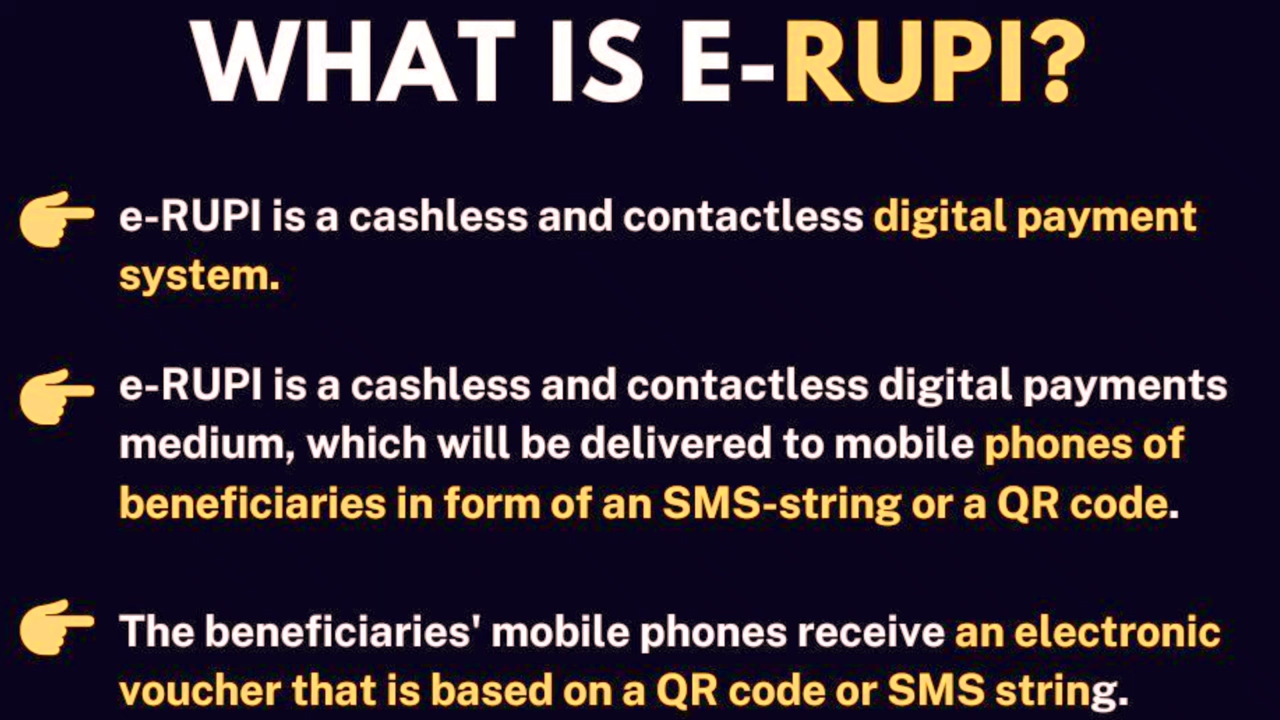 WHAT IS E-RUPI?
e-RUPI is a cashless and contactless digital payment
system.
e-RUPI is a cashless and contactless digital payments
medium, which will be delivered to mobile phones of
beneficiaries in form of an SMS-string or a QR code.
The beneficiaries' mobile phones receive an electronic
voucher that is based on a QR code or SMS string.